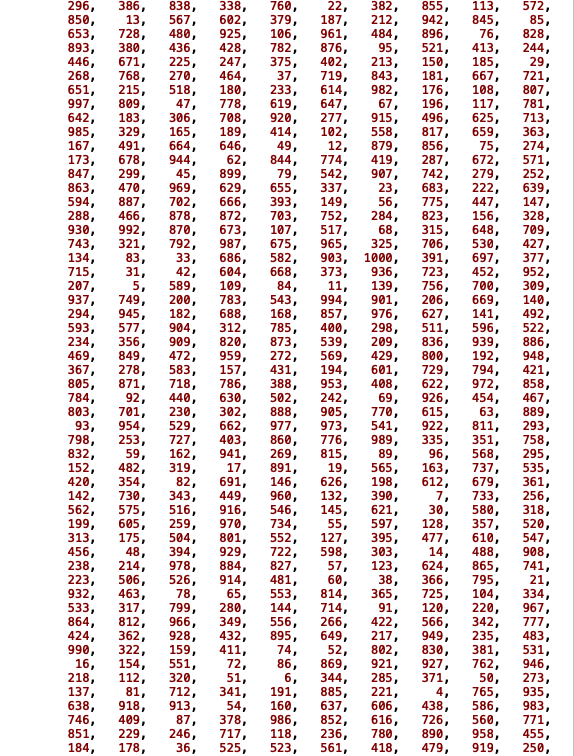 296, 386, 838, 338, 760, 22, 382, 855, 113, 572,
850, 13, 567, 602, 379, 187, 212, 942, 845, 85,
653, 728, 480, 925, 106, 961, 484, 896, 76, 828,
893, 380, 436, 428, 782, 876, 95, 521, 413, 244,
446, 671, 225, 247, 375, 402, 213, 150, 185, 29,
268, 768, 270, 464, 37, 719, 843, 181, 667, 721,
651, 215, 518, 180, 233, 614, 982, 176, 108, 807,
997, 809, 47, 778, 619, 647, 67, 196, 117, 781,
642, 183, 306, 708, 920, 277, 915, 496, 625, 713,
985, 329, 165, 189, 414, 102, 558, 817, 659, 363,
167, 491, 664, 646, 49, 12, 879, 856, 75, 274,
173, 678, 944, 62, 844, 774, 419, 287, 672, 571,
847, 299, 45, 899, 79, 542, 907, 742, 279, 252,
863, 470, 969, 629, 655, 337, 23, 683, 222, 639,
594, 887, 702, 666, 393, 149, 56, 775, 447, 147,
288, 466, 878, 872, 703, 752, 284, 823, 156, 328,
930, 992, 870, 673, 107, 517, 68, 315, 648, 709,
743, 321, 792, 987, 675, 965, 325, 706, 530, 427,
134, 83, 33, 686, 582, 903, 1000, 391, 697, 377,
715, 31, 42, 604, 668, 373, 936, 723, 452, 952,
207, 5, 589, 109, 84, 11, 139, 756, 700, 309,
937, 749, 200, 783, 543, 994, 901, 206, 669, 140,
294, 945, 182, 688, 168, 857, 976, 627, 141, 492,
593, 577, 904, 312, 785, 400, 298, 511, 596, 522,
234, 356, 909, 820, 873, 539, 209, 836, 939, 886,
469, 849, 472, 959, 272, 569, 429, 800, 192, 948,
367, 278, 583, 157, 431, 194, 601, 729, 794, 421,
805, 871, 718, 786, 388, 953, 408, 622, 972, 858,
784, 92, 440, 630, 502, 242, 69, 926, 454, 467,
803, 701, 230, 302, 888, 905, 770, 615, 63, 889,
93, 954, 529, 662, 977, 973, 541, 922, 811, 293,
798, 253, 727, 403, 860, 776, 989, 335, 351, 758,
832, 59, 162, 941, 269, 815, 89, 96, 568, 295,
152, 482, 319, 17, 891, 19, 565, 163, 737, 535,
420, 354, 82, 691, 146, 626, 198, 612, 679, 361,
142, 730, 343, 449, 960, 132, 390, 7, 733, 256,
562, 575, 516, 916, 546, 145, 621, 30, 580, 318,
199, 605, 259, 970, 734, 55, 597, 128, 357, 520,
313, 175, 504, 801, 552, 127, 395, 477, 610, 547,
456, 48, 394, 929, 722, 598, 303, 14, 488, 908,
238, 214, 978, 884, 827, 57, 123, 624, 865, 741,
223, 506, 526, 914, 481, 60, 38, 366, 795, 21,
932, 463, 78, 65, 553, 814, 365, 725, 104, 334,
533, 317, 799, 280, 144, 714, 91, 120, 220, 967,
864, 812, 966, 349, 556, 266, 422, 566, 342, 777,
424, 362, 928, 432, 895, 649, 217, 949, 235, 483,
990, 322, 159, 411, 74, 52, 802, 830, 381, 531,
16, 154, 551, 72, 86, 869, 921, 927, 762, 946,
218, 112, 320, 51, 6, 344, 285, 371, 50, 273,
137, 81, 712, 341, 191, 885, 221, 4, 765, 935,
638, 918, 913, 54, 160, 637, 606, 438, 586, 983,
746, 409, 87, 378, 986, 852, 616, 726, 560, 771,
851, 229, 246, 717, 118, 236, 780, 890, 958, 455,
184, 178, 36, 525, 523, 561, 418, 479, 919, 250,